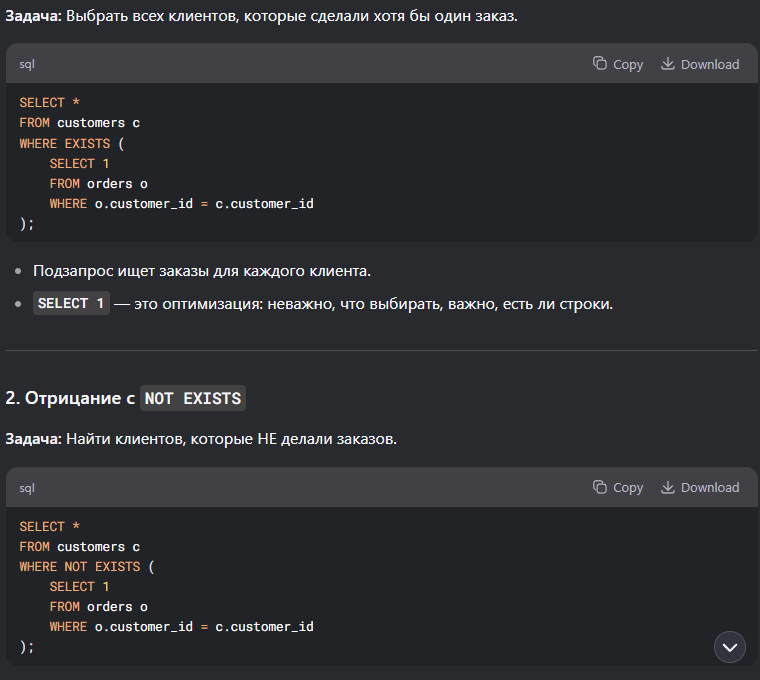 Задача: Выбрать всех клиентов, которые сделали хотя бы один заказ.
sql Copy Download
SELECT *
FROM customers c
WHERE EXISTS (
    SELECT 1
    FROM orders o
    WHERE o.customer_id = c.customer_id
);
• Подзапрос ищет заказы для каждого клиента.
• SELECT 1 — это оптимизация: неважно, что выбирать, важно, есть ли строки.
2. Отрицание с NOT EXISTS
Задача: Найти клиентов, которые НЕ делали заказов.
sql Copy Download
SELECT *
FROM customers c
WHERE NOT EXISTS (
    SELECT 1
    FROM orders o
    WHERE o.customer_id = c.customer_id
);